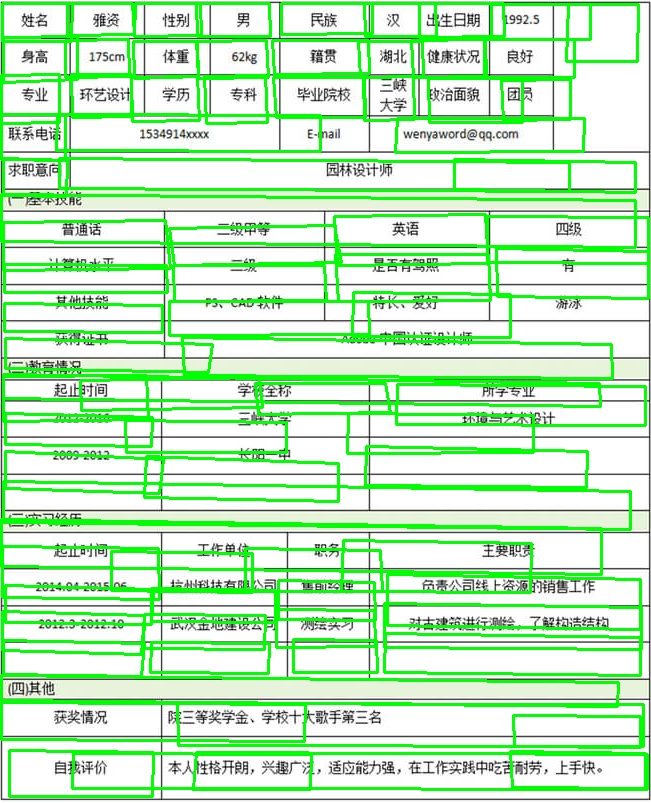 姓名 雅资 性别 男 民族 汉 出生日期 1992.5
身高 175cm 体重 62kg 籍贯 湖北 健康状况 良好
专业 环艺设计 学历 专科 毕业院校 三峡大学 政治面貌 团员
联系电话 1534914xxxx E-mail wenyaword@qq.com
求职意向 园林设计师
(一)基本技能
普通话 二级甲等 英语 四级
计算机水平 二级 是否有驾照 有
其他技能 PS、CAD 软件 特长、爱好 游泳
获得证书 中国认证设计师
(二)教育情况
起止时间 学校全称 所学专业
三峡大学 环境与艺术设计
2009-2012 长阳一中
(三)实习经历
起止时间 工作单位 职务 主要职责
2014.04-2015.06 杭州科技有限公司 售前经理 负责公司线上资源的销售工作
2012.3-2012.10 武汉金地建设公司 测绘实习 对古建筑进行测绘，了解构造结构
(四)其他
获奖情况 院三等奖学金、学校十大歌手第三名
自我评价 本人性格开朗，兴趣广泛，适应能力强，在工作实践中吃苦耐劳，上手快。